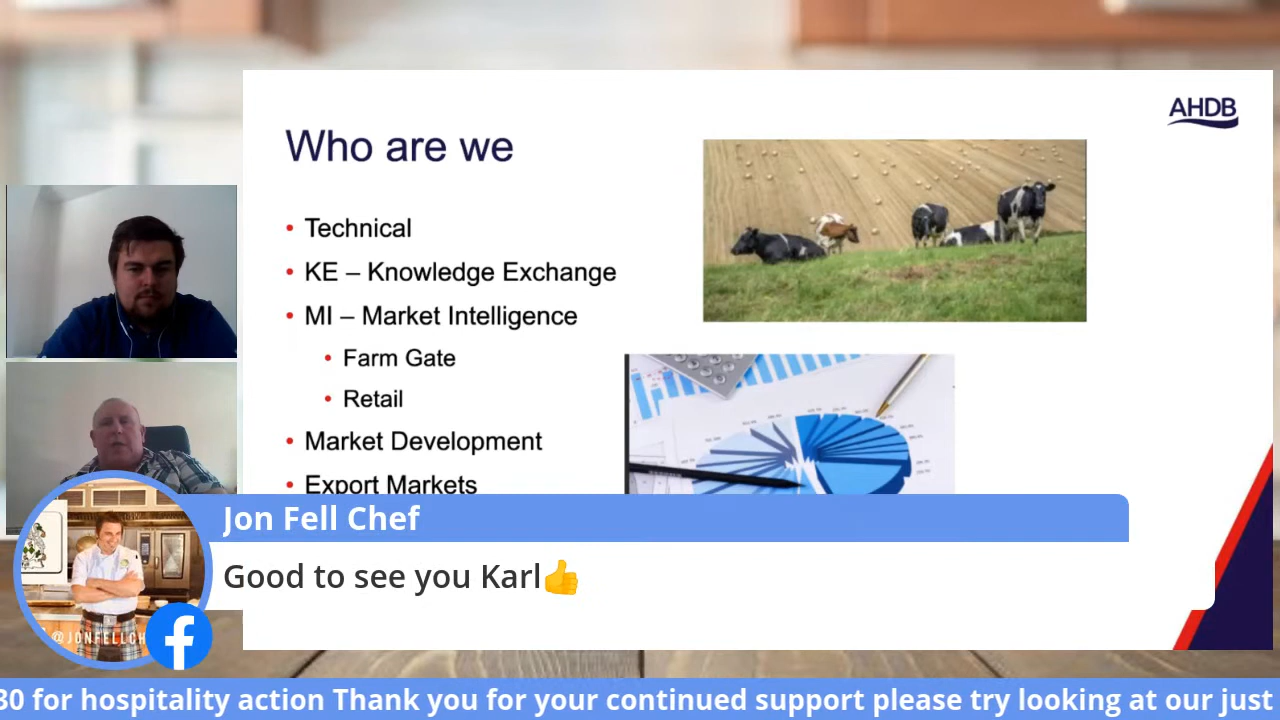 AHDB
Who are we
• Technical
• KE – Knowledge Exchange
• MI – Market Intelligence
• Farm Gate
• Retail
• Market Development
• Export Markets
Jon Fell Chef
Good to see you Karl👍
@JONFELLCH
30 for hospitality action Thank you for your continued support please try looking at our just